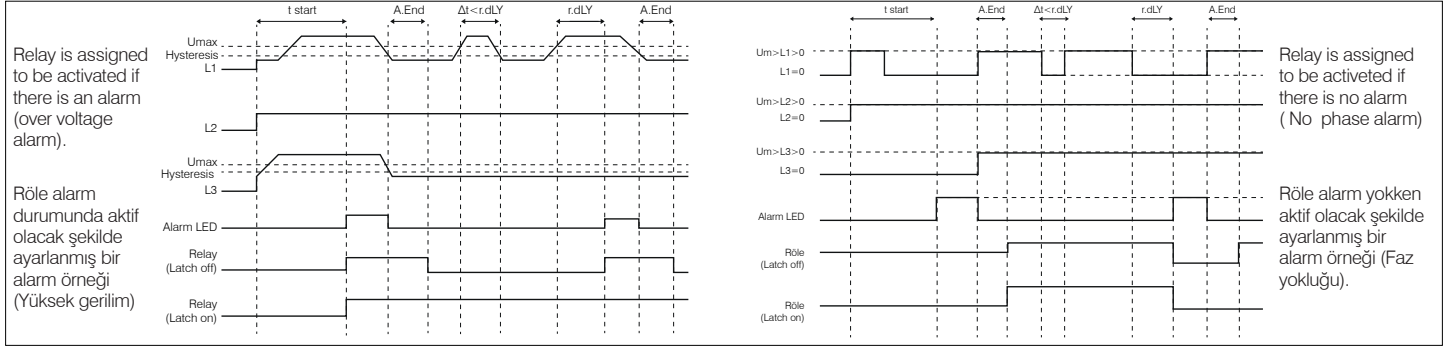 Relay is assigned
to be activated if
there is an alarm
(over voltage
alarm).
Röle alarm
durumunda aktif
olacak şekilde
ayarlanmış bir
alarm örneği
(Yüksek gerilim)
t start
A.End
Δt<r.dLY
r.dLY
A.End
Umax
Hysteresis
L1
L2
Umax
Hysteresis
L3
Alarm LED
Relay
(Latch off)
Relay
(Latch on)
t start
A.End
Δt<r.dLY
r.dLY
A.End
Um>L1>0
L1=0
Um>L2>0
L2=0
Um>L3>0
L3=0
Alarm LED
Röle
(Latch off)
Röle
(Latch on)
Relay is assigned
to be activeted if
there is no alarm
( No phase alarm)
Röle alarm yokken
aktif olacak şekilde
ayarlanmış bir
alarm örneği (Faz
yokluğu).